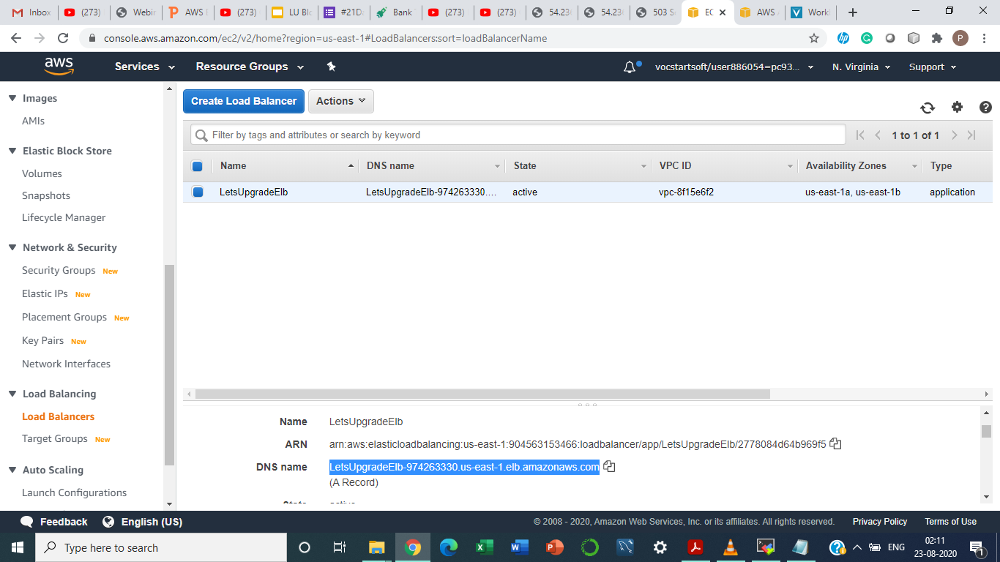 Inbox
(273)
Webir
AWS E
(273)
LU Blo
#21Da
Bank
(273)
(273)
54.23
54.23
503 S
EC
AWS
Work
console.aws.amazon.com/ec2/v2/home?region=us-east-1#LoadBalancers:sort=loadBalancerName
P
aws
Services
Resource Groups
vocstartsoft/user886054=pc93...
N. Virginia
Support
Images
AMIs
Elastic Block Store
Volumes
Snapshots
Lifecycle Manager
Network & Security
Security Groups New
Elastic IPs New
Placement Groups New
Key Pairs New
Network Interfaces
Load Balancing
Load Balancers
Target Groups New
Auto Scaling
Launch Configurations
Create Load Balancer
Actions
Filter by tags and attributes or search by keyword
1 to 1 of 1
Name DNS name State VPC ID Availability Zones Type
LetsUpgradeElb LetsUpgradeElb-974263330.... active vpc-8f15e6f2 us-east-1a, us-east-1b application
Name LetsUpgradeElb
ARN arn:aws:elasticloadbalancing:us-east-1:904563153466:loadbalancer/app/LetsUpgradeElb/2778084d64b969f5
DNS name LetsUpgradeElb-974263330.us-east-1.elb.amazonaws.com
(A Record)
Feedback
English (US)
© 2008 - 2020, Amazon Web Services, Inc. or its affiliates. All rights reserved.
Privacy Policy
Terms of Use
Type here to search
ENG
02:11
23-08-2020
1